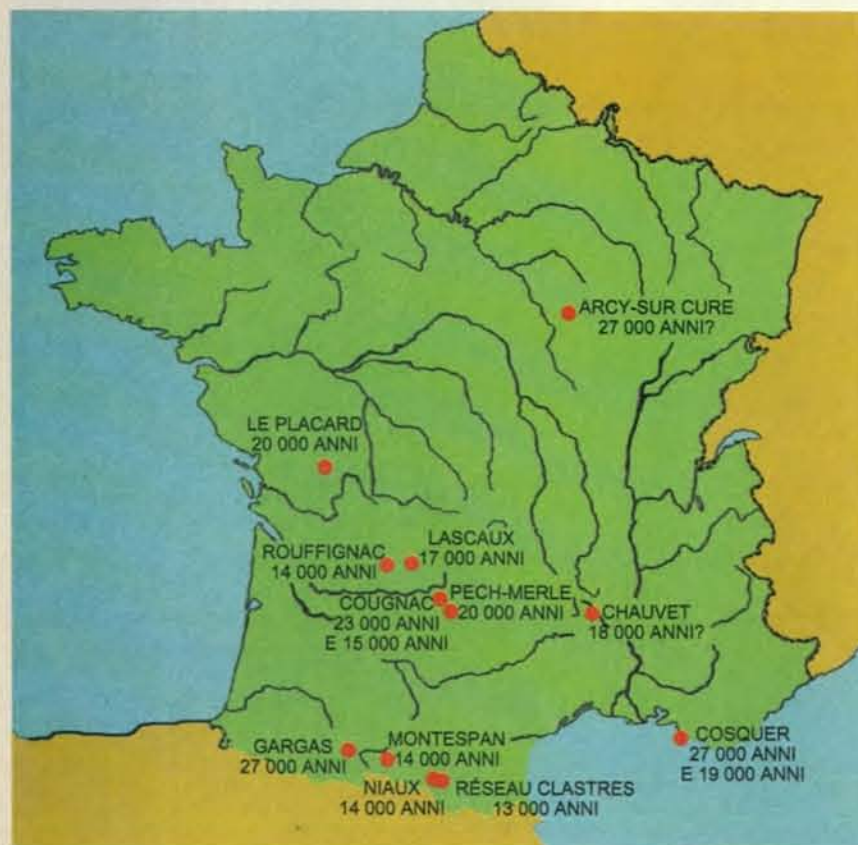 ARCY-SUR CURE
27 000 ANNI?
LE PLACARD
20 000 ANNI
LASCAUX
17 000 ANNI
ROUFFIGNAC
14 000 ANNI
PECH-MERLE
20 000 ANNI
COUGNAC
23 000 ANNI
E 15 000 ANNI
CHAUVET
18 000 ANNI?
COSQUER
27 000 ANNI
E 19 000 ANNI
GARGAS
27 000 ANNI
MONTESPAN
14 000 ANNI
NIAUX
14 000 ANNI
RÉSEAU CLASTRES
13 000 ANNI